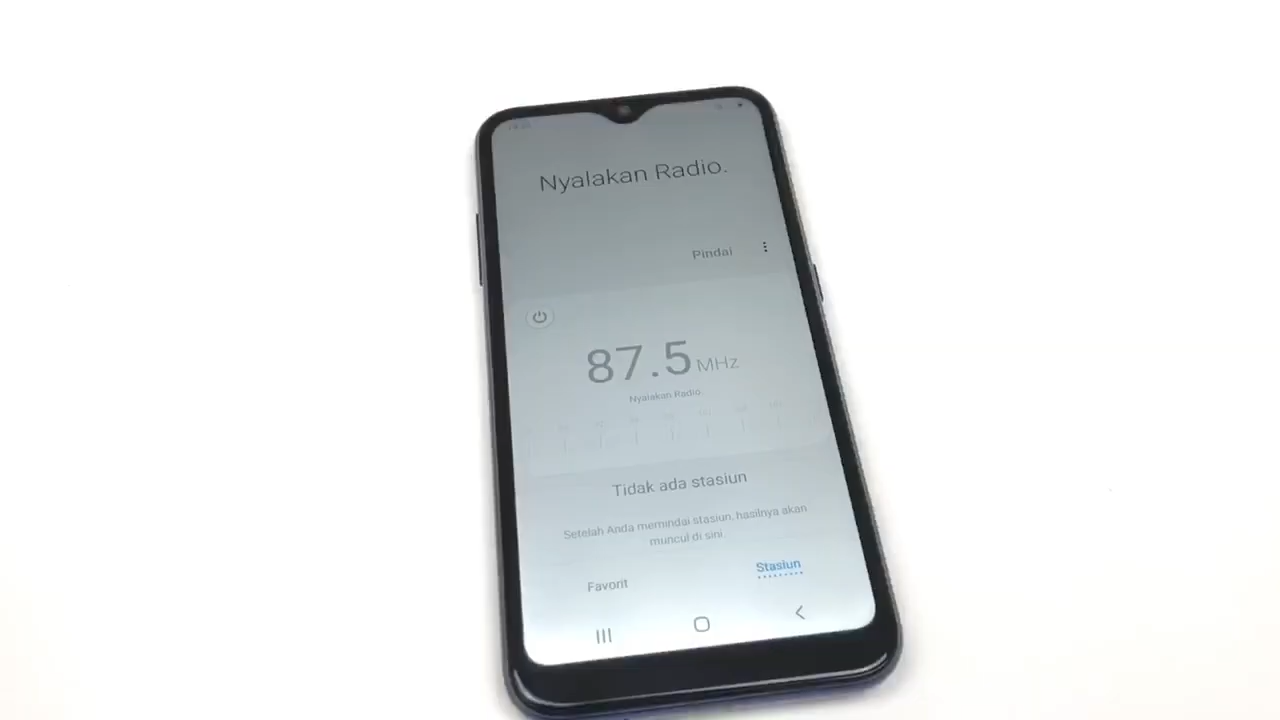 Nyalakan Radio.
Pindai
87.5 MHz
Nyalakan Radio.
Tidak ada stasiun
Setelah Anda memindai stasiun, hasilnya akan
muncul di sini.
Favorit
Stasiun